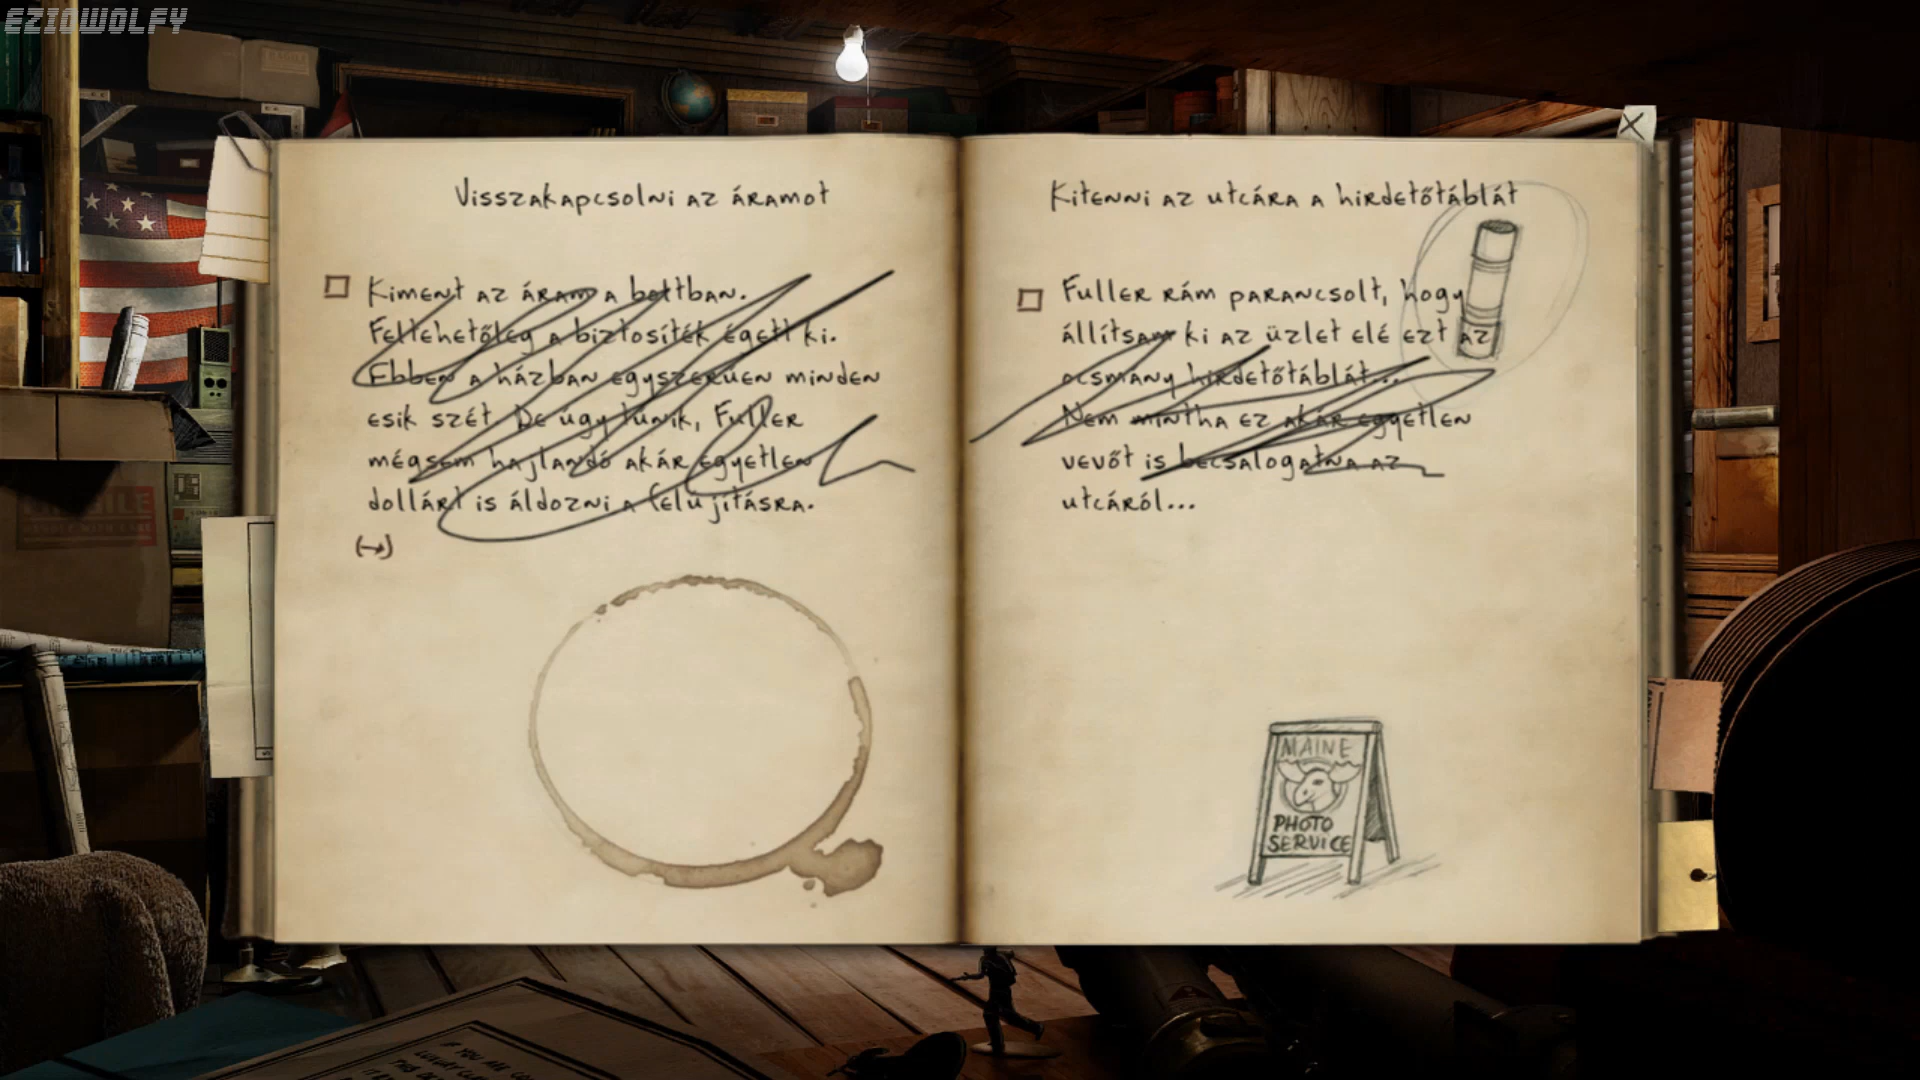 EZIOWOLFY
Visszakapcsolni az áramot
Kiment az áram a boltban.
Feltehetőleg a biztosíték égett ki.
Ebben a házban egyszerűen minden
esik szét. De úgy tűnik, Fuller
mégsem hajlandó akár egyetlen
dollárt is áldozni a felújításra.
(→)
Kitenni az utcára a hirdetőtáblát
Fuller rám parancsolt, hogy
állítsam ki az üzlet elé ezt az
ocsmány hirdetőtáblát...
Nem mintha ez akár egyetlen
vevőt is becsalogatna az
utcáról...
MAINE
PHOTO
SERVICE